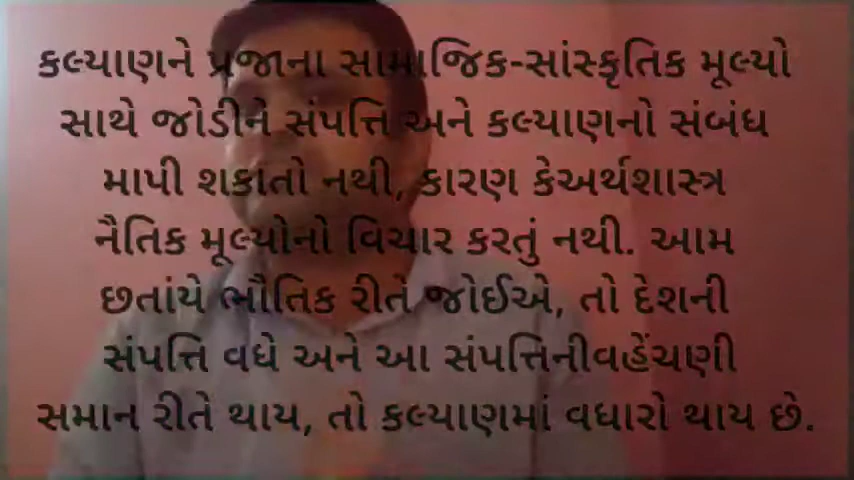 કલ્યાણને પ્રજાના સામાજિક-સાંસ્કૃતિક મૂલ્યો
સાથે જોડીને સંપત્તિ અને કલ્યાણનો સંબંધ
માપી શકાતો નથી, કારણ કેઅર્થશાસ્ત્ર
નૈતિક મૂલ્યોનો વિચાર કરતું નથી. આમ
છતાંયે ભૌતિક રીતે જોઈએ, તો દેશની
સંપત્તિ વધે અને આ સંપત્તિનીવહેંચણી
સમાન રીતે થાય, તો કલ્યાણમાં વધારો થાય છે.